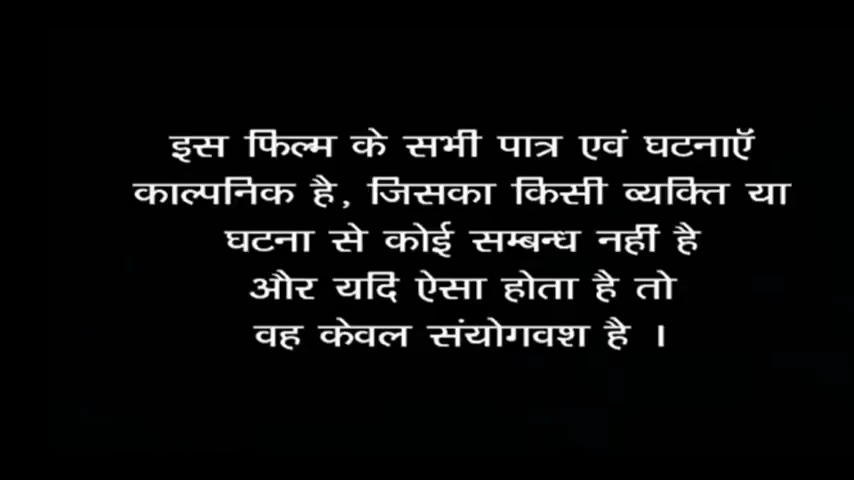 इस फिल्म के सभी पात्र एवं घटनाऍ
काल्पनिक है, जिसका किसी व्यक्ति या
घटना से कोई सम्बन्ध नहीं है
और यदि ऐसा होता है तो
वह केवल संयोगवश है ।